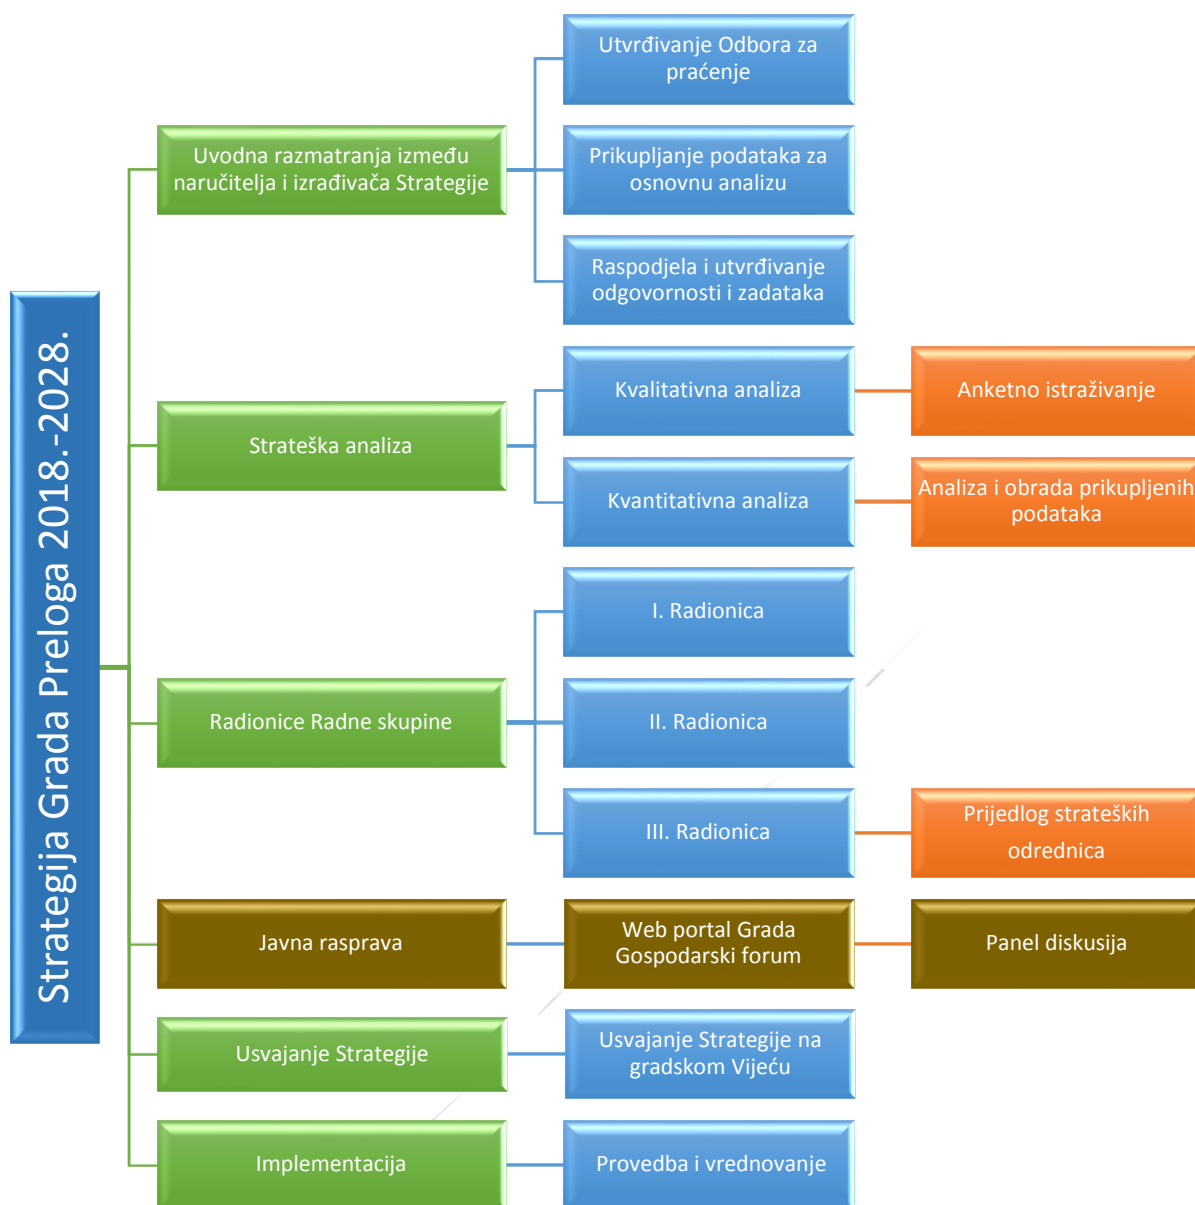 Strategija Grada Preloga 2018.-2028.
Uvodna razmatranja između
naručitelja i izrađivača Strategije
Utvrđivanje Odbora za
praćenje
Prikupljanje podataka za
osnovnu analizu
Raspodjela i utvrđivanje
odgovornosti i zadataka
Strateška analiza
Kvalitativna analiza
Anketno istraživanje
Kvantitativna analiza
Analiza i obrada prikupljenih
podataka
Radionice Radne skupine
I. Radionica
II. Radionica
III. Radionica
Prijedlog strateških
odrednica
Javna rasprava
Web portal Grada
Gospodarski forum
Panel diskusija
Usvajanje Strategije
Usvajanje Strategije na
gradskom Vijeću
Implementacija
Provedba i vrednovanje